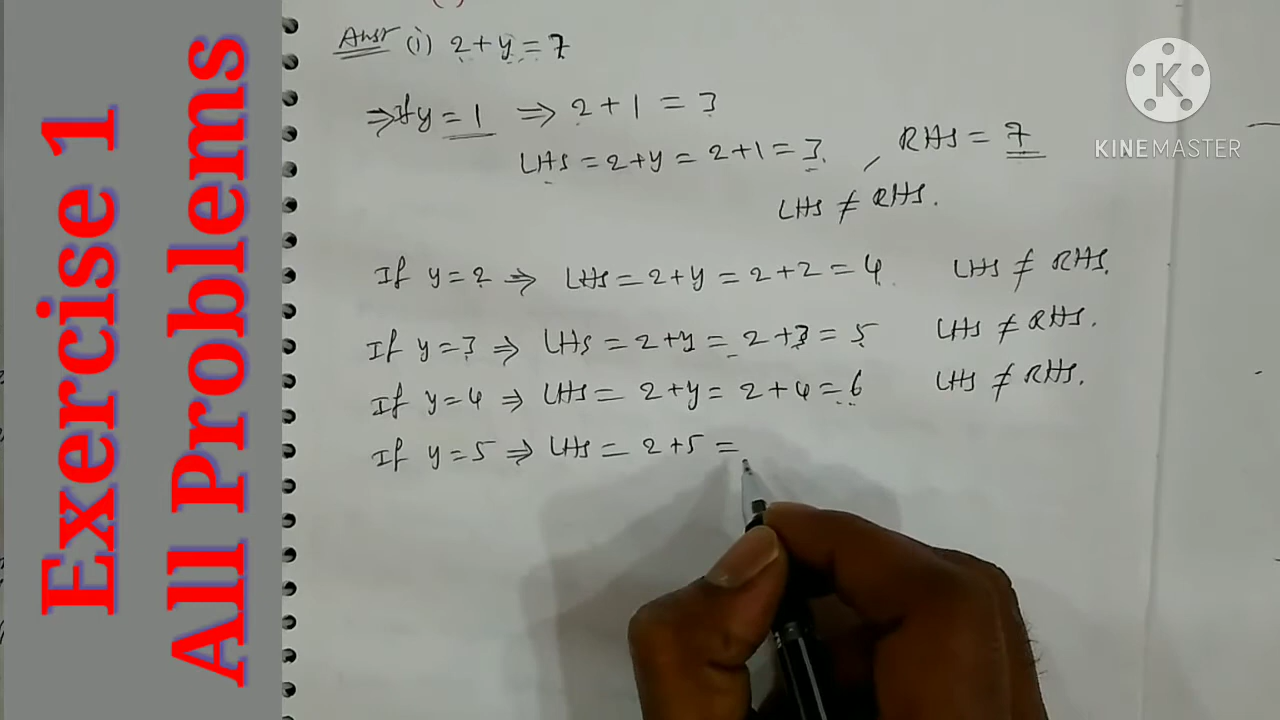 Exercise 1
All Problems
Ansr (i) 2+y=7
⇒ If y = 1 ⇒ 2+1 = 3
LHS = 2+y = 2+1 = 3. , RHS = 7
LHS ≠ RHS.
If y=2 ⇒ LHS = 2+y = 2+2 = 4. LHS ≠ RHS.
If y=3 ⇒ LHS = 2+y = 2+3 = 5 LHS ≠ RHS.
If y=4 ⇒ LHS = 2+y = 2+4 = 6 LHS ≠ RHS.
If y=5 ⇒ LHS = 2+5 =
K
KINEMASTER